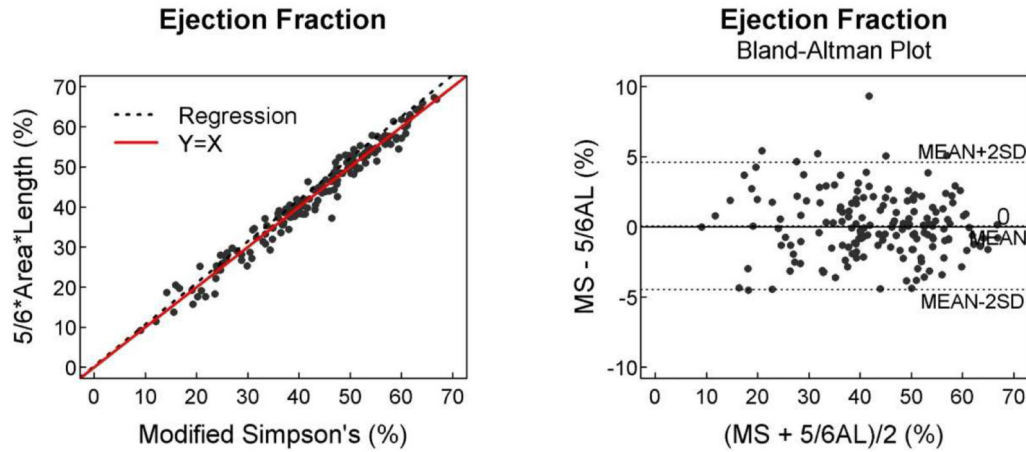 Ejection Fraction
70
60
50
40
30
20
10
0
5/6*Area*Length (%)
Regression
Y=X
0 10 20 30 40 50 60 70
Modified Simpson's (%)
Ejection Fraction
Bland-Altman Plot
10
5
0
-5
-10
MS - 5/6AL (%)
MEAN+2SD
0
MEAN
MEAN-2SD
0 10 20 30 40 50 60 70
(MS + 5/6AL)/2 (%)